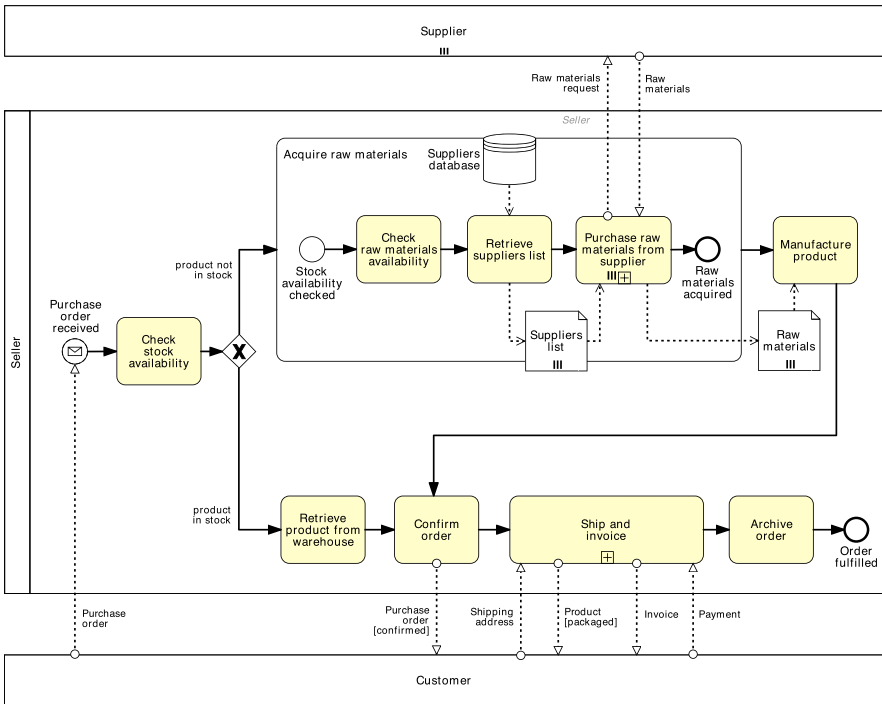 Supplier
Raw materials
request
Raw
materials
Seller
Seller
Acquire raw materials
Suppliers
database
Check
raw materials
availability
Retrieve
suppliers list
Purchase raw
materials from
supplier
Manufacture
product
product not
in stock
Stock
availability
checked
Raw
materials
acquired
Purchase
order
received
Check
stock
availability
X
Suppliers
list
Raw
materials
product
in stock
Retrieve
product from
warehouse
Confirm
order
Ship and
invoice
Archive
order
Order
fulfilled
Purchase
order
Purchase
order
[confirmed]
Shipping
address
Product
[packaged]
Invoice
Payment
Customer